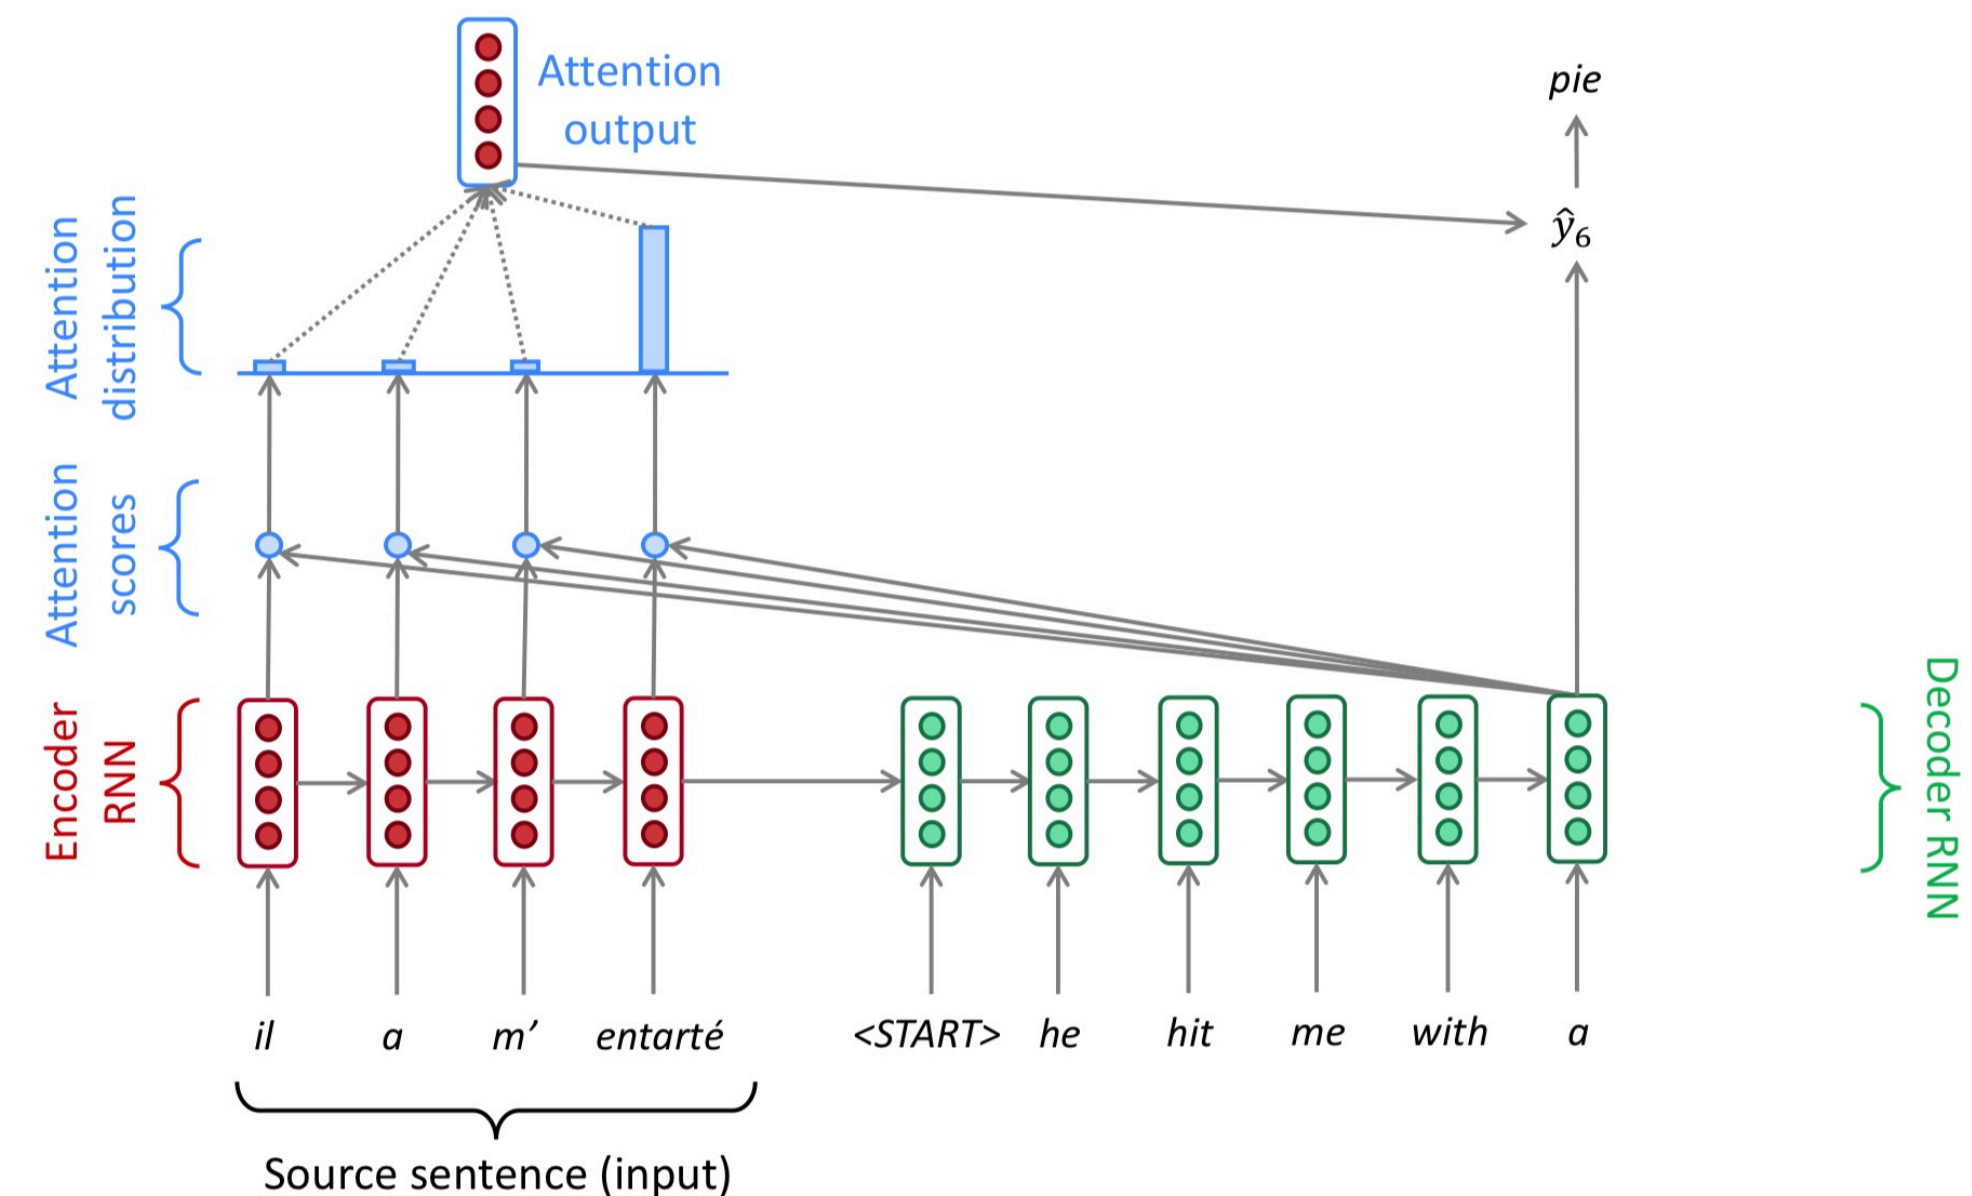 Attention
output
pie
Attention
distribution
ŷ₆
Attention
scores
Encoder
RNN
Decoder RNN
il a m’ entarté <START> he hit me with a
Source sentence (input)